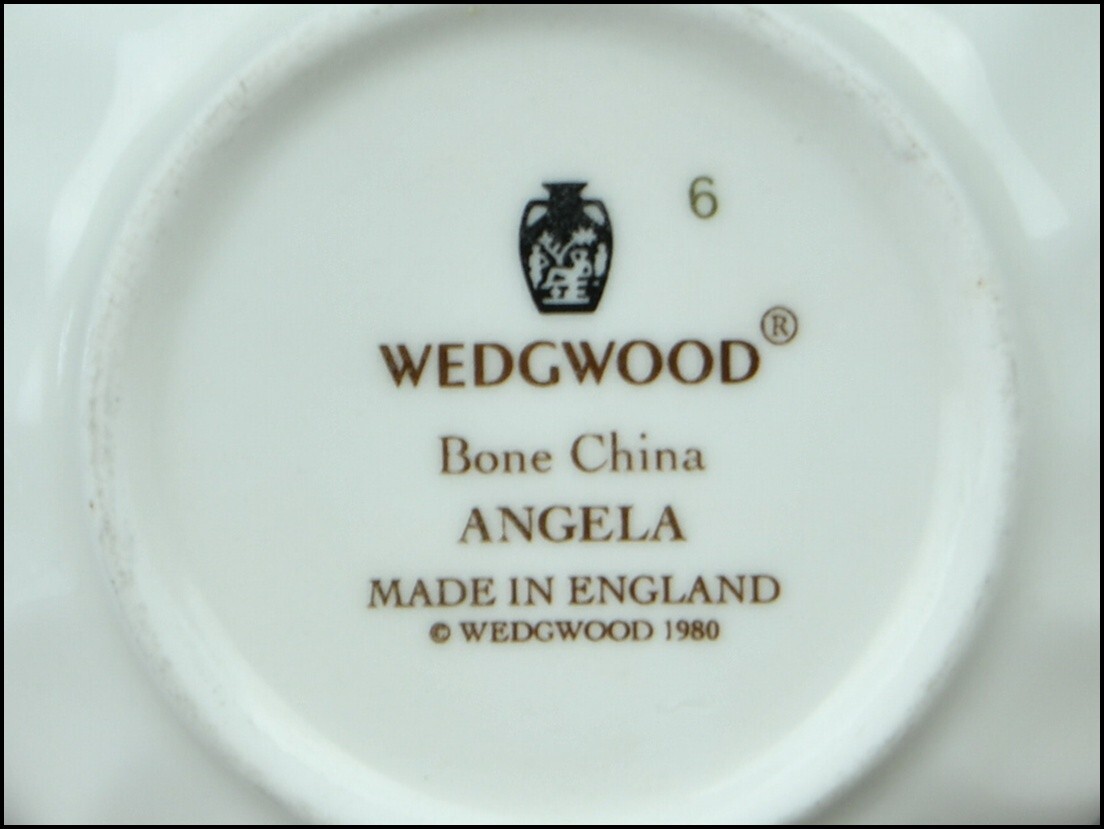 6
WEDGWOOD®
Bone China
ANGELA
MADE IN ENGLAND
© WEDGWOOD 1980